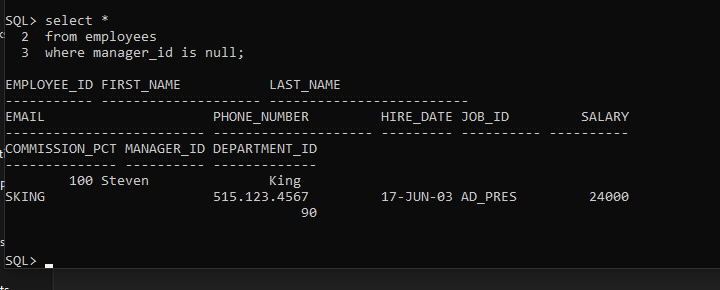 SQL> select *
  2  from employees
  3  where manager_id is null;

EMPLOYEE_ID FIRST_NAME           LAST_NAME
----------- -------------------- -------------------------
EMAIL                     PHONE_NUMBER         HIRE_DATE JOB_ID         SALARY
------------------------- -------------------- --------- ---------- ----------
COMMISSION_PCT MANAGER_ID DEPARTMENT_ID
-------------- ---------- -------------
        100 Steven               King
SKING                     515.123.4567         17-JUN-03 AD_PRES         24000
                                     90

SQL>